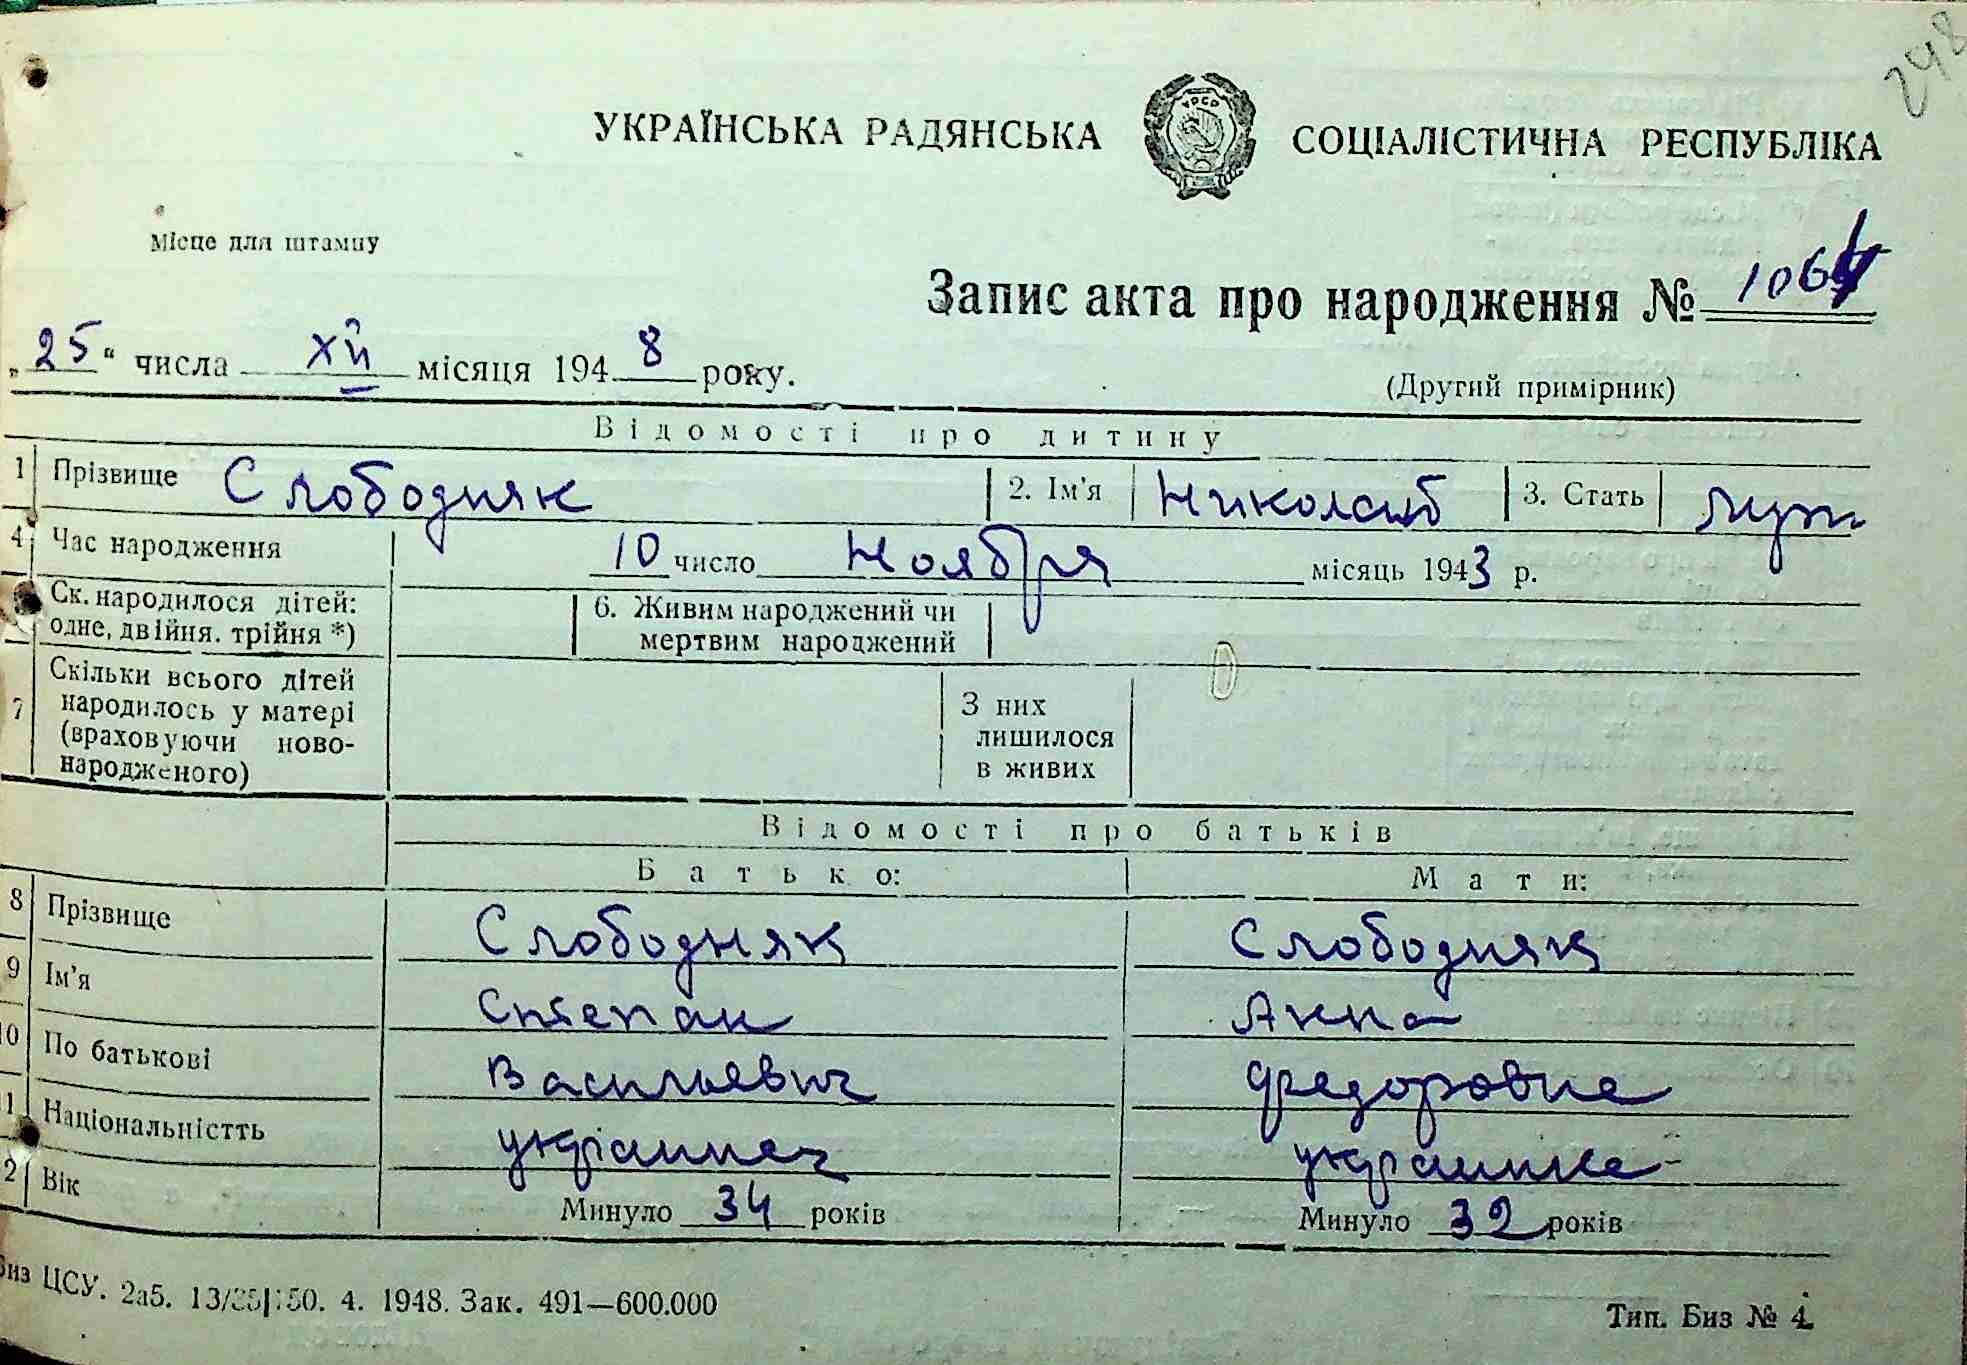 248
УКРАЇНСЬКА РАДЯНСЬКА СОЦІАЛІСТИЧНА РЕСПУБЛІКА
УРСР
Місце для штампу
Запис акта про народження № 106
„25“ числа XII місяця 1948 року.
(Другий примірник)
Відомості про дитину
1 Прізвище Слободняк 2. Ім'я Николай 3. Стать муж
4 Час народження 10 число Ноября місяць 1943 р.
Ск. народилося дітей: 6. Живим народжений чи
одне, двійня. трійня *) мертвим народжений
Скільки всього дітей З них
7 народилось у матері лишилося
(враховуючи ново- в живих
народженого)
Відомості про батьків
Батько: Мати:
8 Прізвище Слободняк Слободняк
9 Ім'я Степан Анна
10 По батькові Васильевич Федоровна
1 Національністть украинец украинка
2 Вік Минуло 34 років Минуло 32 років
Биз ЦСУ. 2а5. 13/ 50. 4. 1948. Зак. 491—600.000
Тип. Биз № 4